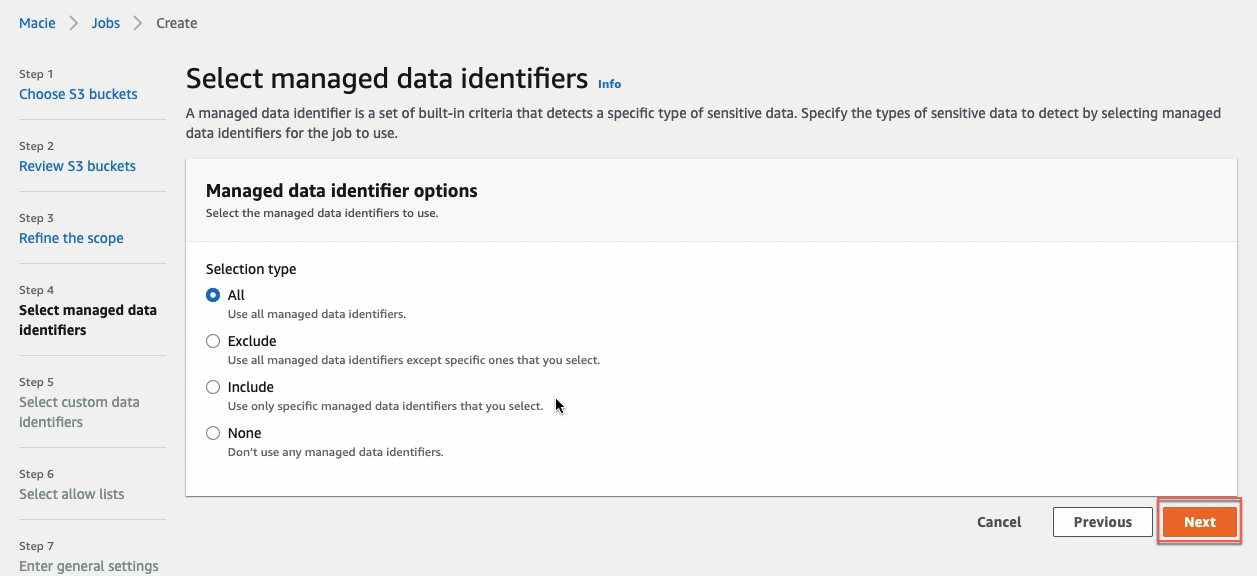 Macie > Jobs > Create
Step 1
Choose S3 buckets
Step 2
Review S3 buckets
Step 3
Refine the scope
Step 4
Select managed data
identifiers
Step 5
Select custom data
identifiers
Step 6
Select allow lists
Step 7
Enter general settings
Select managed data identifiers Info
A managed data identifier is a set of built-in criteria that detects a specific type of sensitive data. Specify the types of sensitive data to detect by selecting managed
data identifiers for the job to use.
Managed data identifier options
Select the managed data identifiers to use.
Selection type
All
Use all managed data identifiers.
Exclude
Use all managed data identifiers except specific ones that you select.
Include
Use only specific managed data identifiers that you select.
None
Don't use any managed data identifiers.
Cancel Previous Next